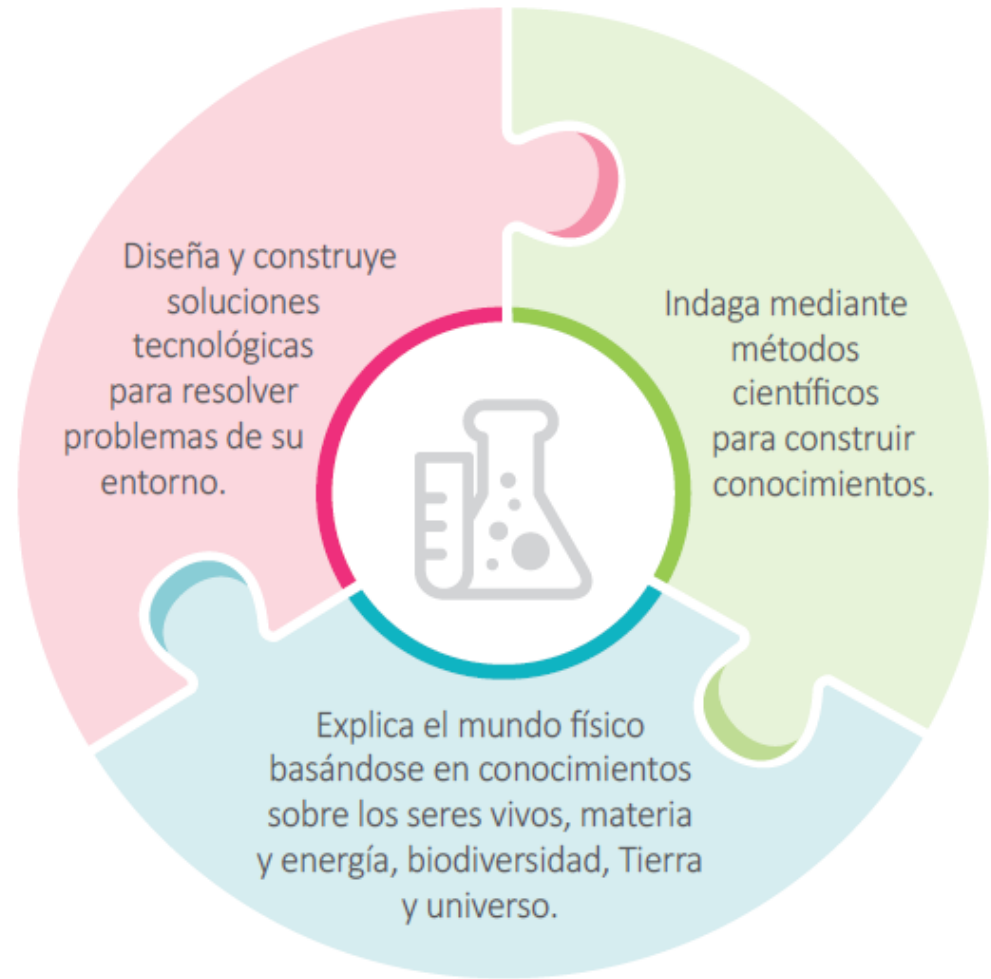 Diseña y construye
soluciones
tecnológicas
para resolver
problemas de su
entorno.
Indaga mediante
métodos
científicos
para construir
conocimientos.
Explica el mundo físico
basándose en conocimientos
sobre los seres vivos, materia
y energía, biodiversidad, Tierra
y universo.